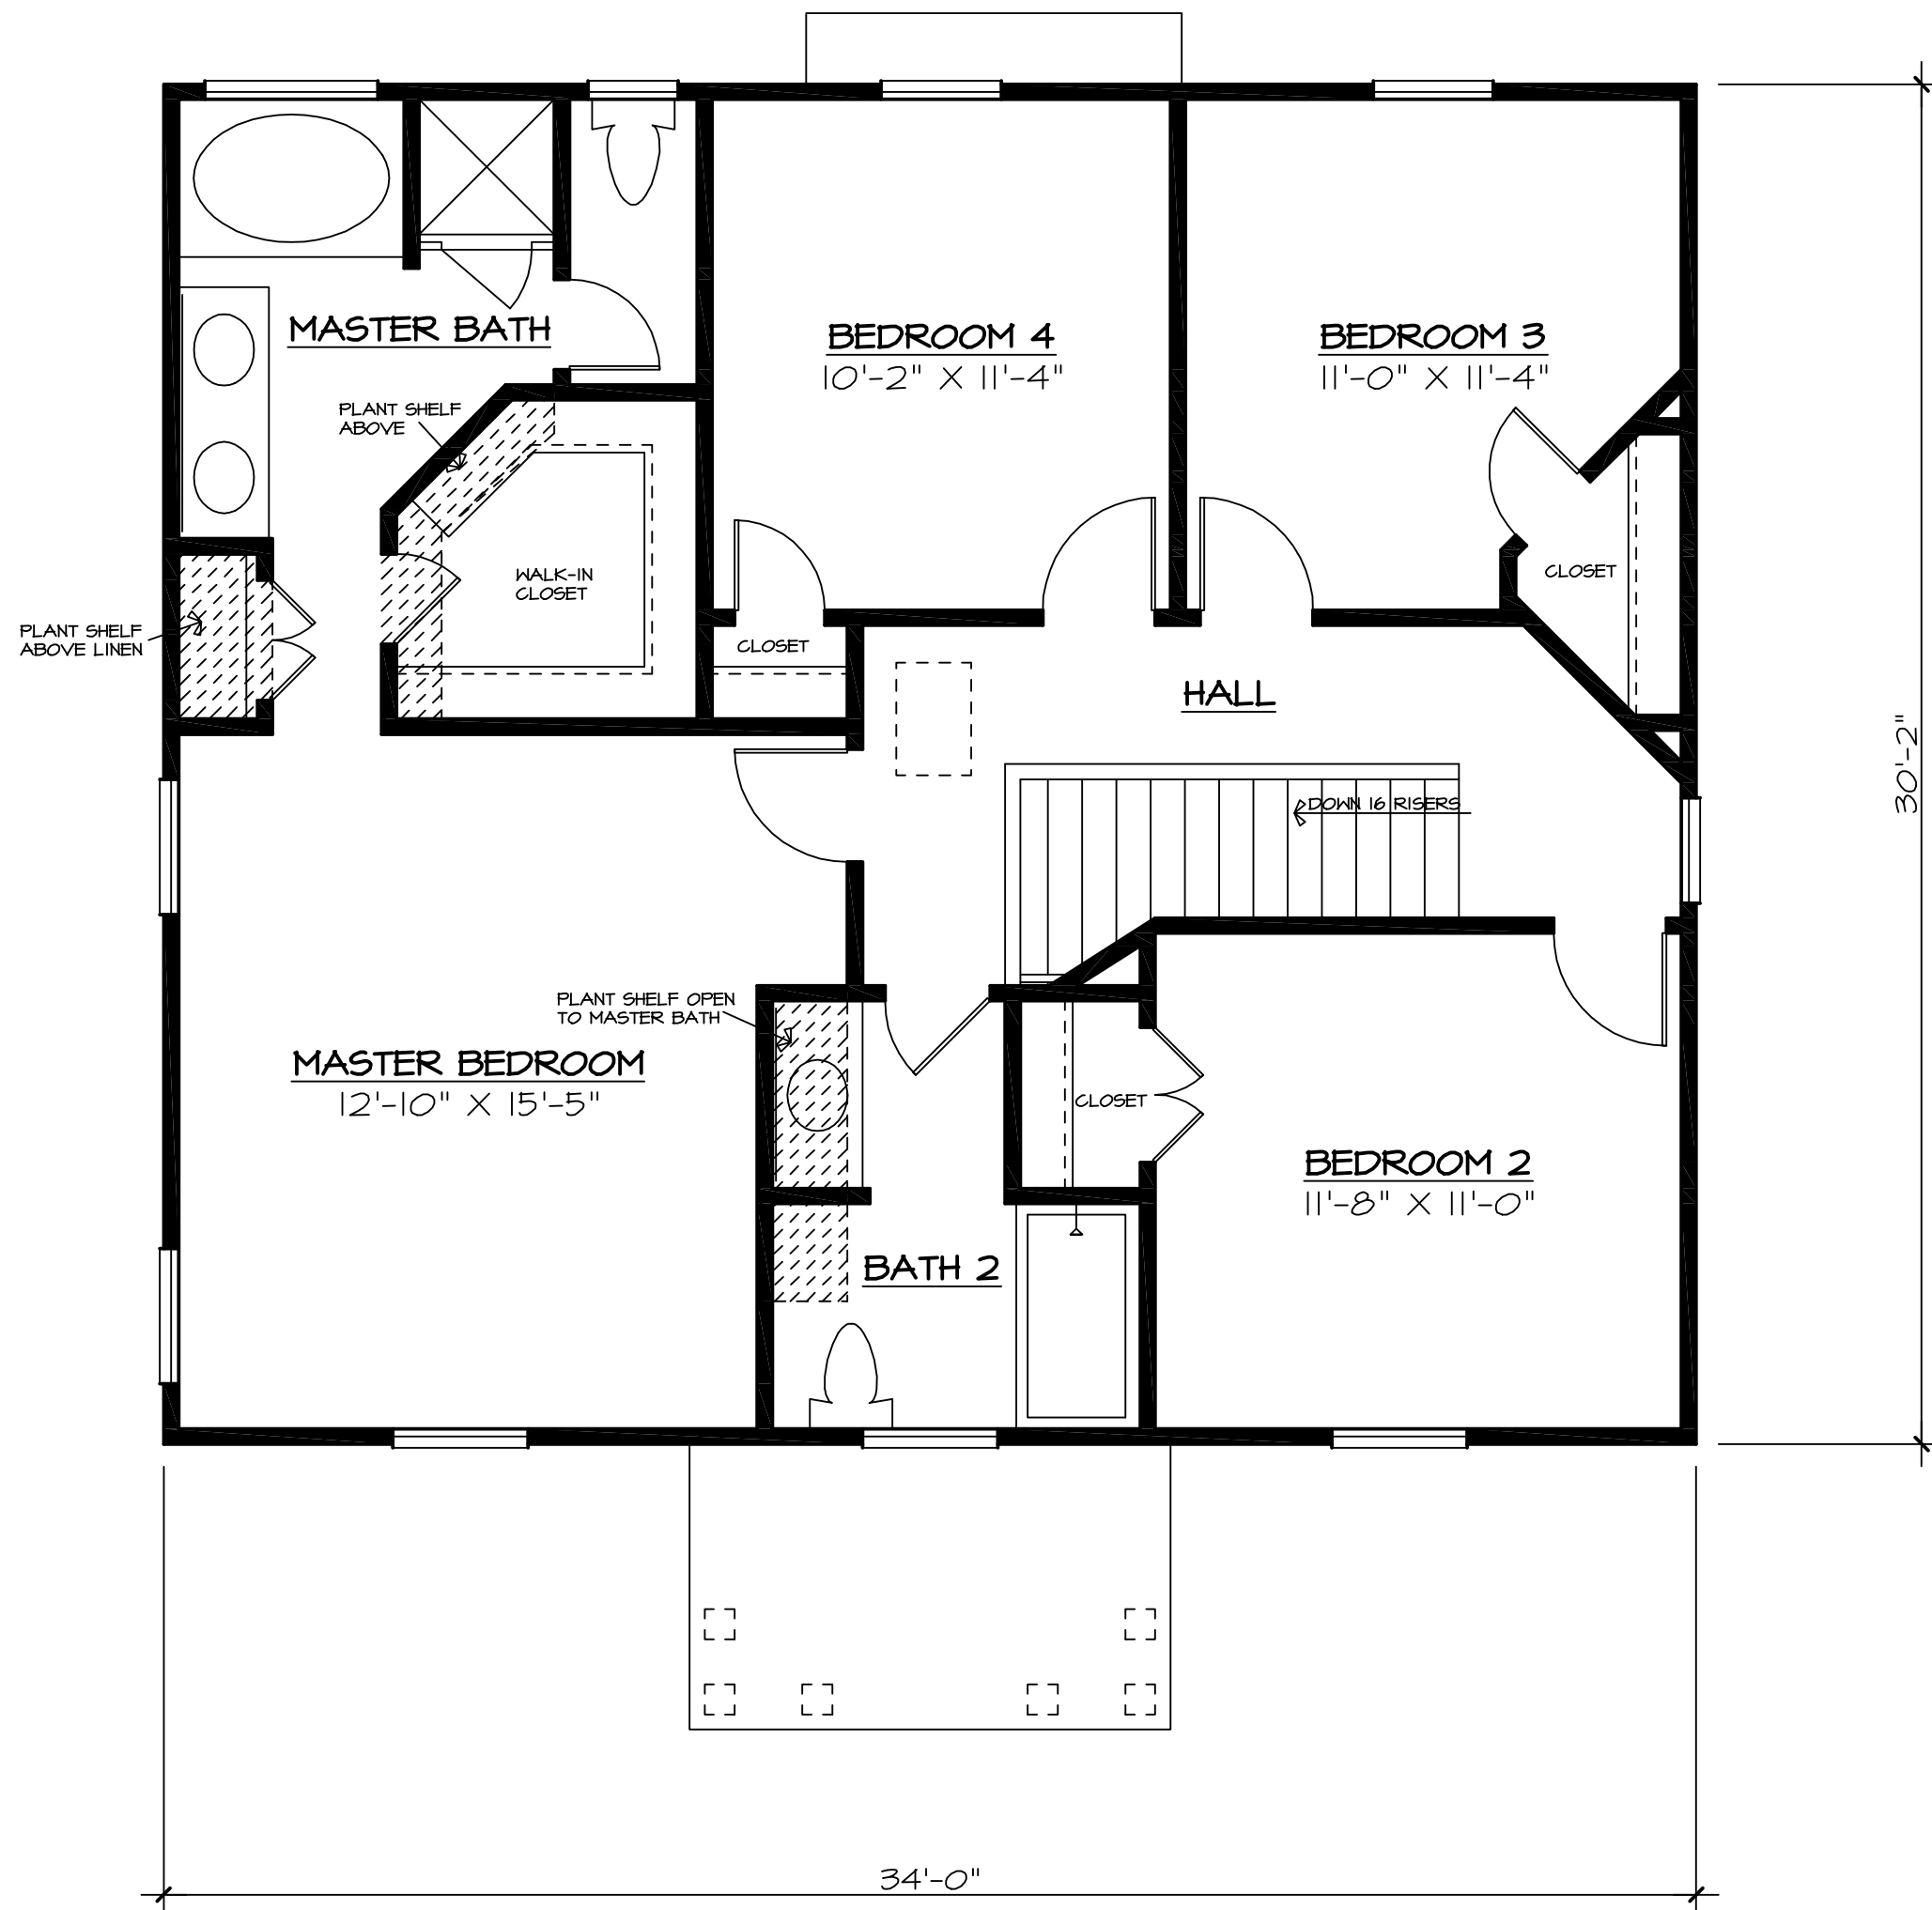 MASTER BATH
BEDROOM 4
10'-2" X 11'-4"
BEDROOM 3
11'-0" X 11'-4"
PLANT SHELF
ABOVE
WALK-IN
CLOSET
CLOSET
PLANT SHELF
ABOVE LINEN
CLOSET
HALL
30'-2"
DOWN 16 RISERS
PLANT SHELF OPEN
TO MASTER BATH
MASTER BEDROOM
12'-10" X 15'-5"
CLOSET
BEDROOM 2
11'-8" X 11'-0"
BATH 2
34'-0"